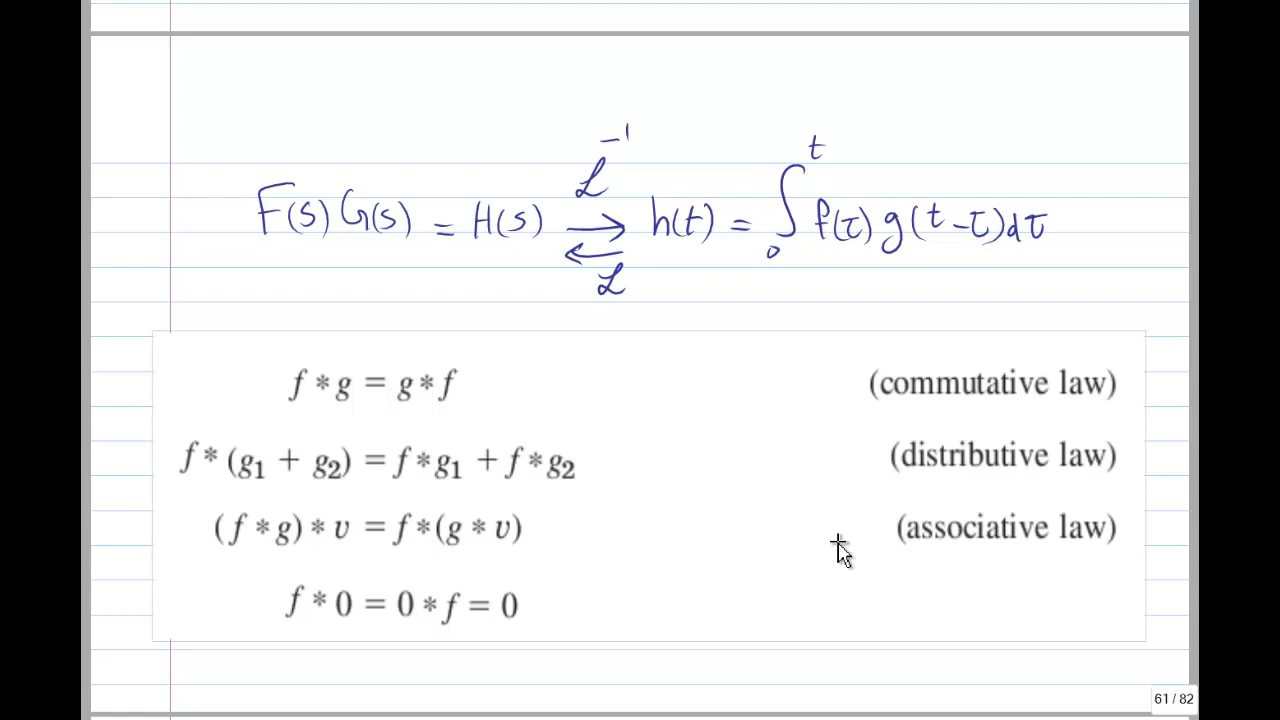 F(s) G(s) = H(s) ⇄ h(t) = ∫₀ᵗ f(τ) g(t-τ)dτ
ℒ⁻¹
ℒ
f * g = g * f (commutative law)
f * (g₁ + g₂) = f * g₁ + f * g₂ (distributive law)
(f * g) * v = f * (g * v) (associative law)
f * 0 = 0 * f = 0
61 / 82